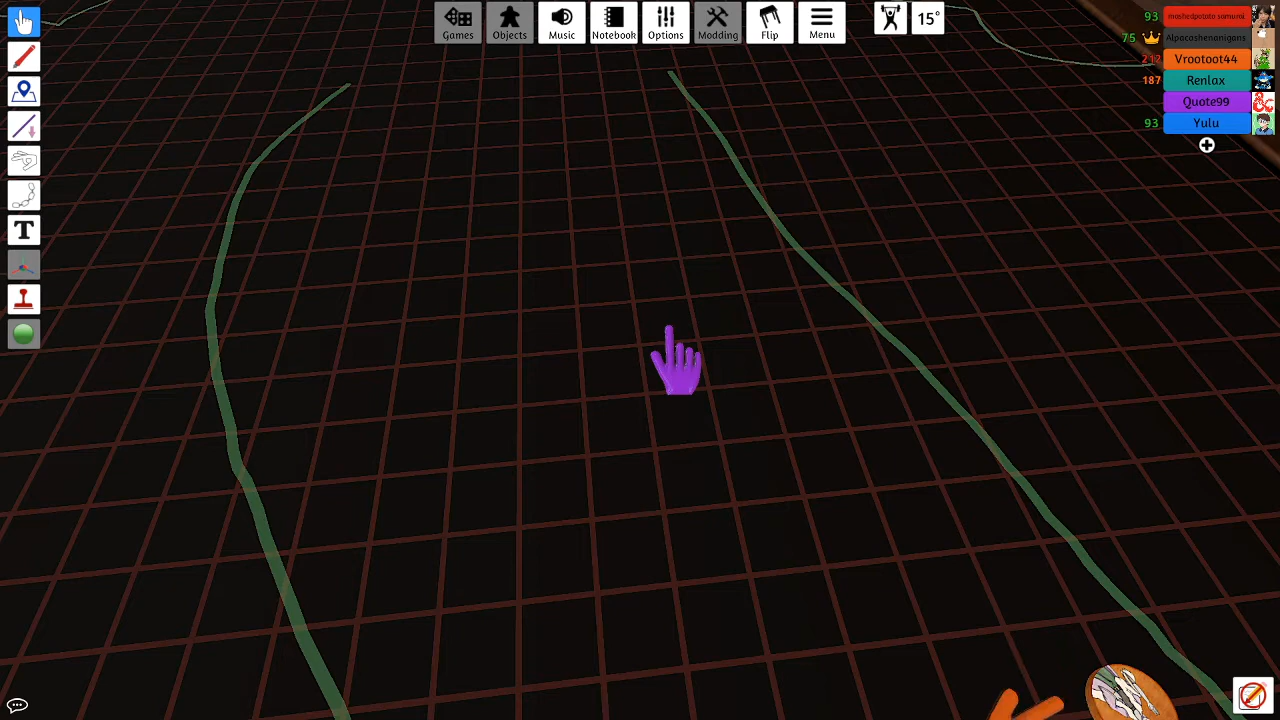 Games Objects Music Notebook Options Modding Flip Menu 15°
T
93 mashedpotato samurai
75 Alpacashenanigans
212 Vrootoot44
187 Renlax
Quote99
93 Yulu